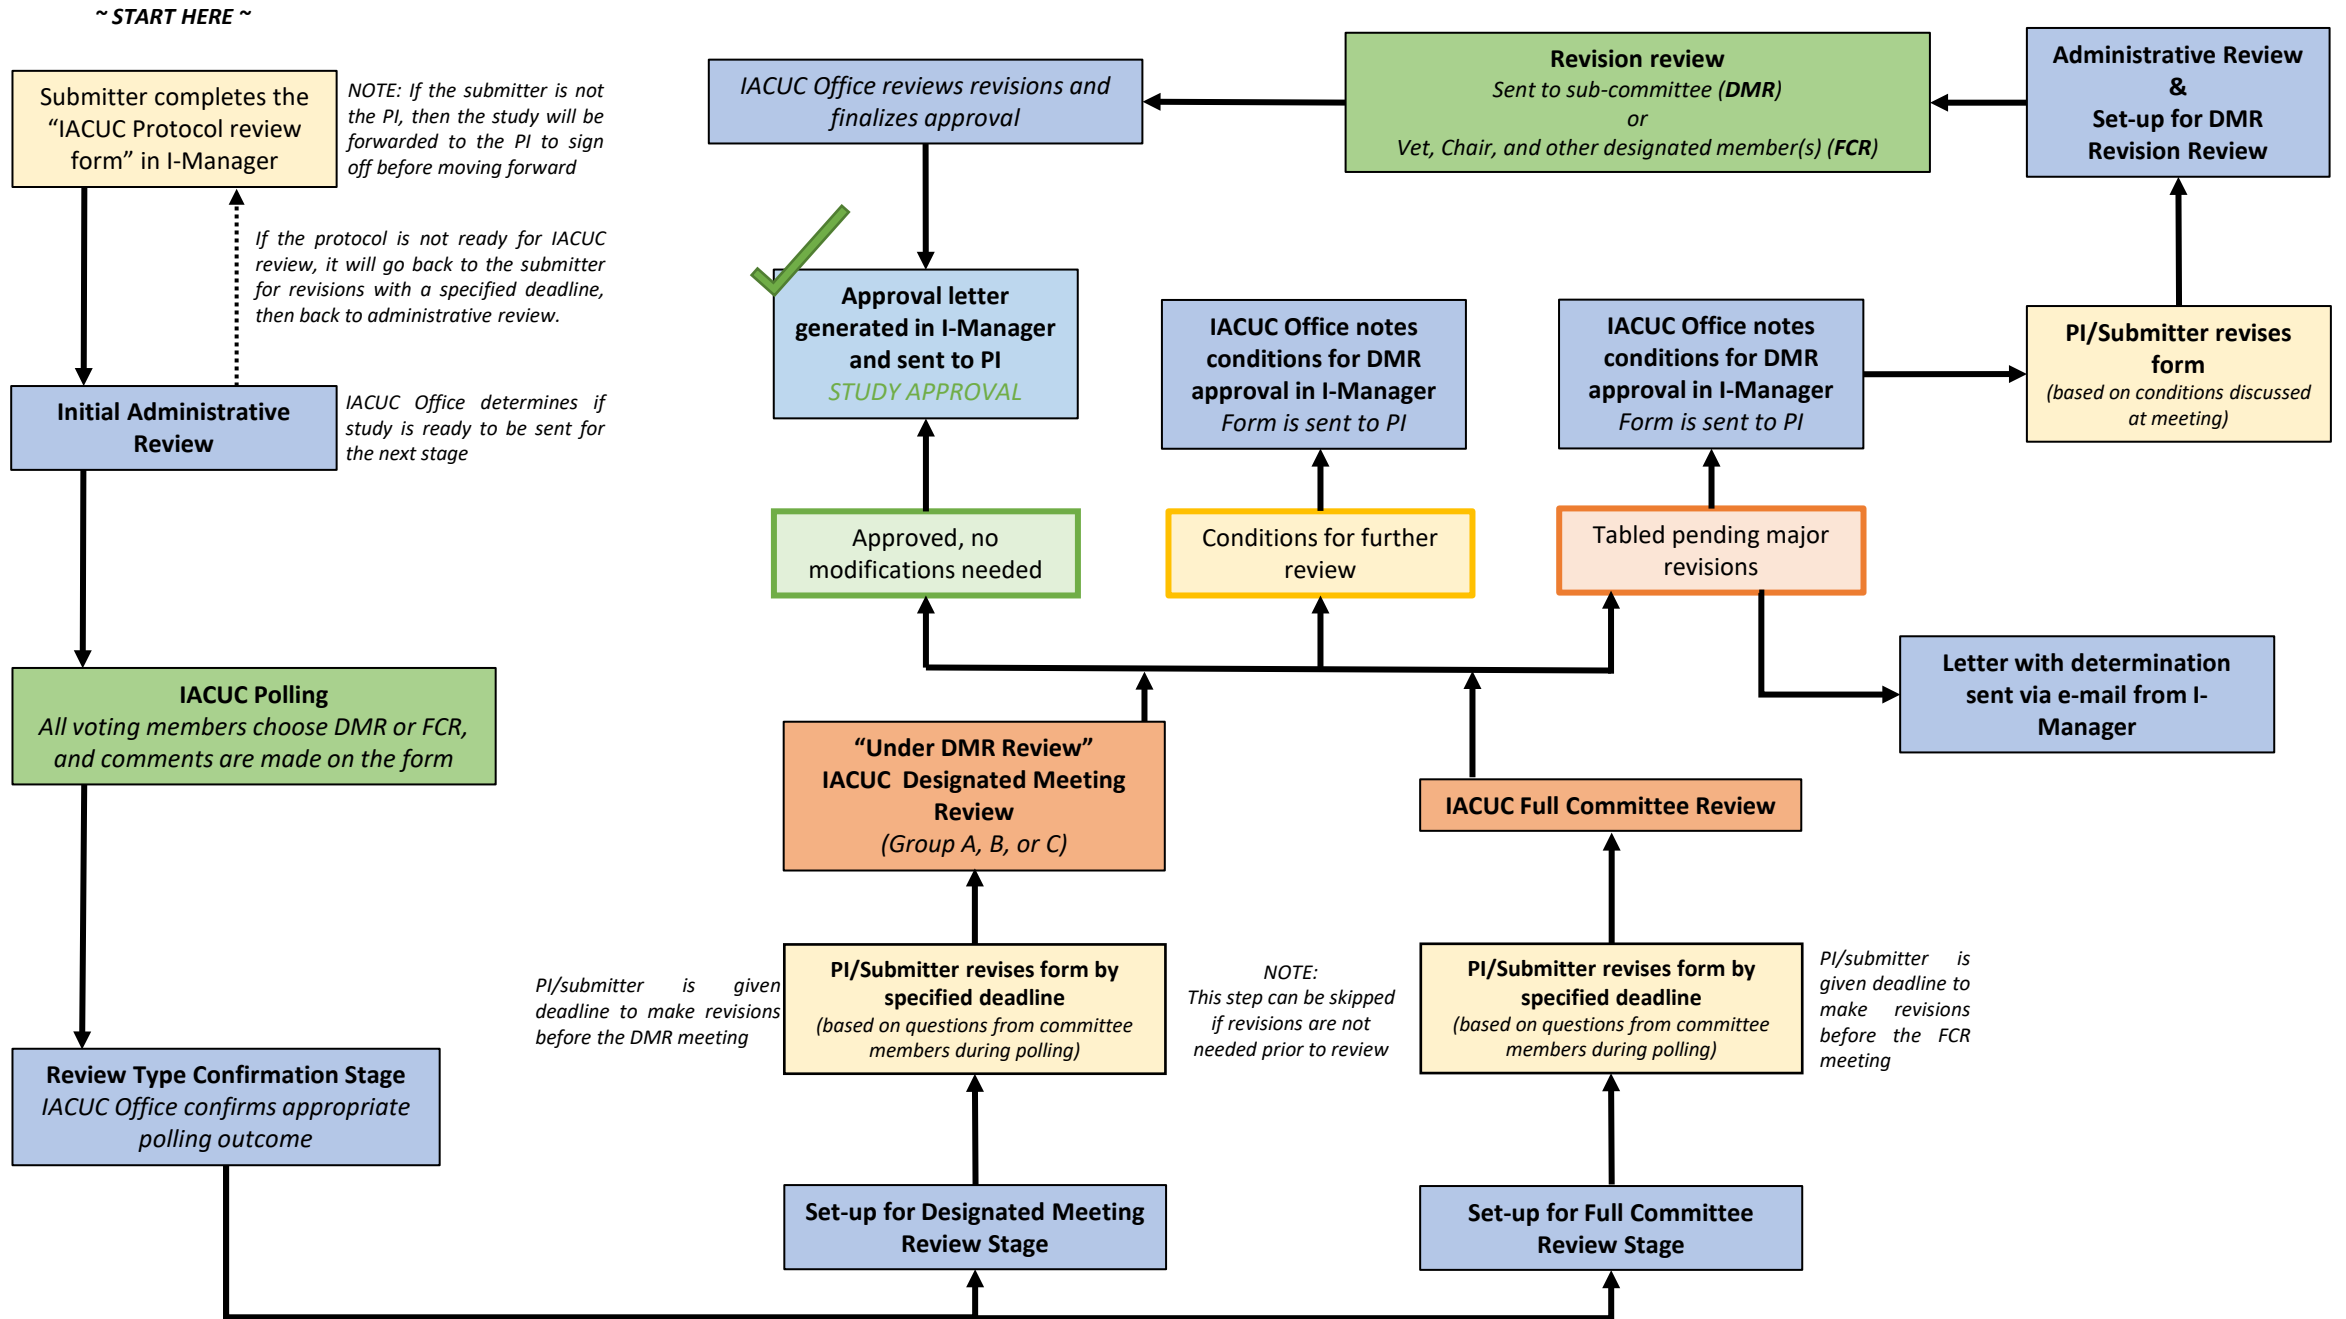 ~ START HERE ~
Submitter completes the
“IACUC Protocol review
form” in I-Manager
NOTE: If the submitter is not
the PI, then the study will be
forwarded to the PI to sign
off before moving forward
If the protocol is not ready for IACUC
review, it will go back to the submitter
for revisions with a specified deadline,
then back to administrative review.
Initial Administrative
Review
IACUC Office determines if
study is ready to be sent for
the next stage
IACUC Polling
All voting members choose DMR or FCR,
and comments are made on the form
Review Type Confirmation Stage
IACUC Office confirms appropriate
polling outcome
Set-up for Designated Meeting
Review Stage
Set-up for Full Committee
Review Stage
PI/submitter is given
deadline to make revisions
before the DMR meeting
PI/Submitter revises form by
specified deadline
(based on questions from committee
members during polling)
NOTE:
This step can be skipped
if revisions are not
needed prior to review
PI/Submitter revises form by
specified deadline
(based on questions from committee
members during polling)
PI/submitter is
given deadline to
make revisions
before the FCR
meeting
“Under DMR Review”
IACUC Designated Meeting
Review
(Group A, B, or C)
IACUC Full Committee Review
Approved, no
modifications needed
Conditions for further
review
Tabled pending major
revisions
Letter with determination
sent via e-mail from I-
Manager
Approval letter
generated in I-Manager
and sent to PI
STUDY APPROVAL
IACUC Office notes
conditions for DMR
approval in I-Manager
Form is sent to PI
IACUC Office notes
conditions for DMR
approval in I-Manager
Form is sent to PI
PI/Submitter revises
form
(based on conditions discussed
at meeting)
Administrative Review
&
Set-up for DMR
Revision Review
Revision review
Sent to sub-committee (DMR)
or
Vet, Chair, and other designated member(s) (FCR)
IACUC Office reviews revisions and
finalizes approval